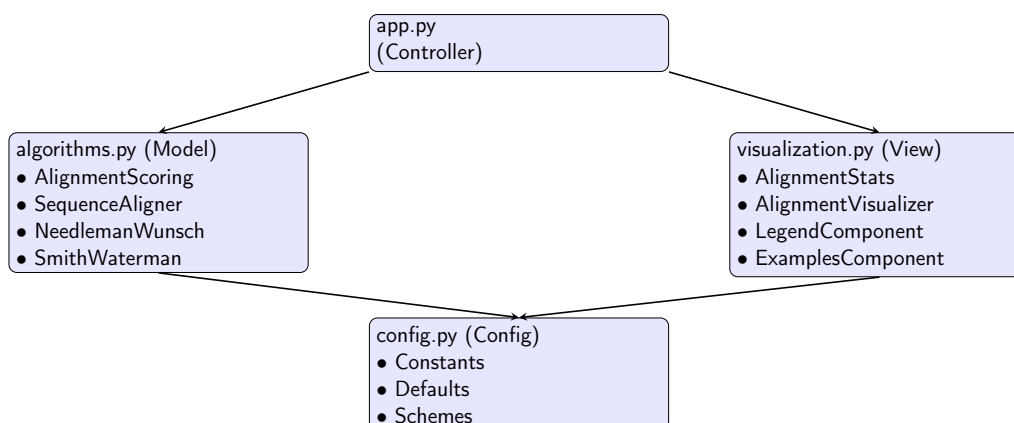 app.py
(Controller)
algorithms.py (Model)
• AlignmentScoring
• SequenceAligner
• NeedlemanWunsch
• SmithWaterman
visualization.py (View)
• AlignmentStats
• AlignmentVisualizer
• LegendComponent
• ExamplesComponent
config.py (Config)
• Constants
• Defaults
• Schemes